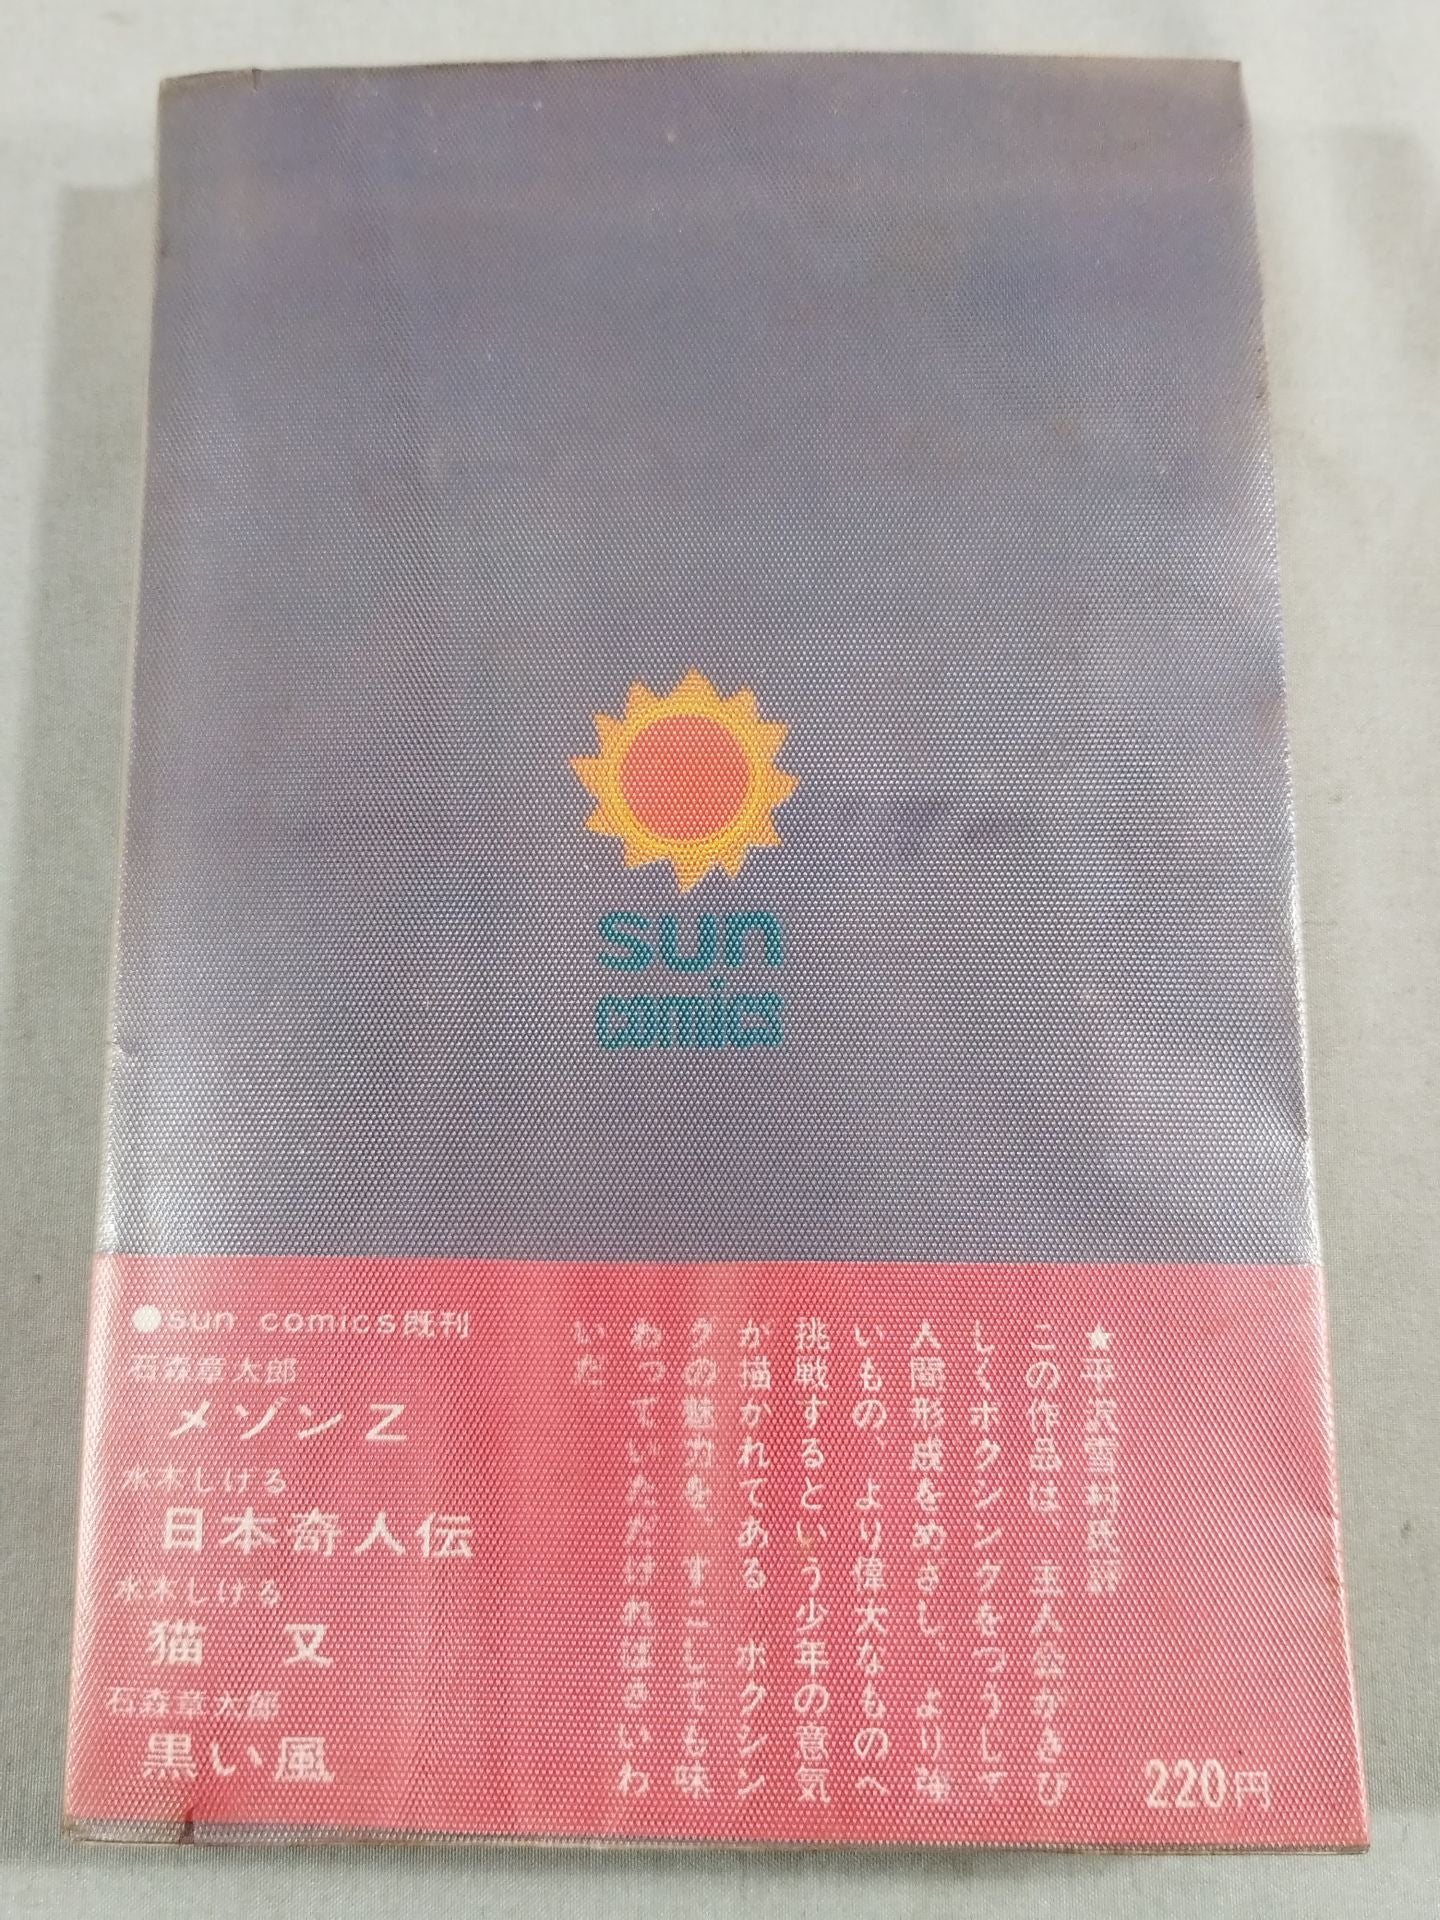 sun
comics
★平沢雪村氏評
この作品は、主人公がきび
しくボクシングをつうじて
人間形成をめざし、より強
いもの、より偉大なものへ
挑戦するという少年の意気
が描かれてある。ボクシン
グの魅力を、すこしでも味
わっていただければさいわ
いだ
●sun comics既刊
石森章太郎
メゾンZ
水木しげる
日本奇人伝
水木しげる
猫 又
石森章太郎
黒い風
220円